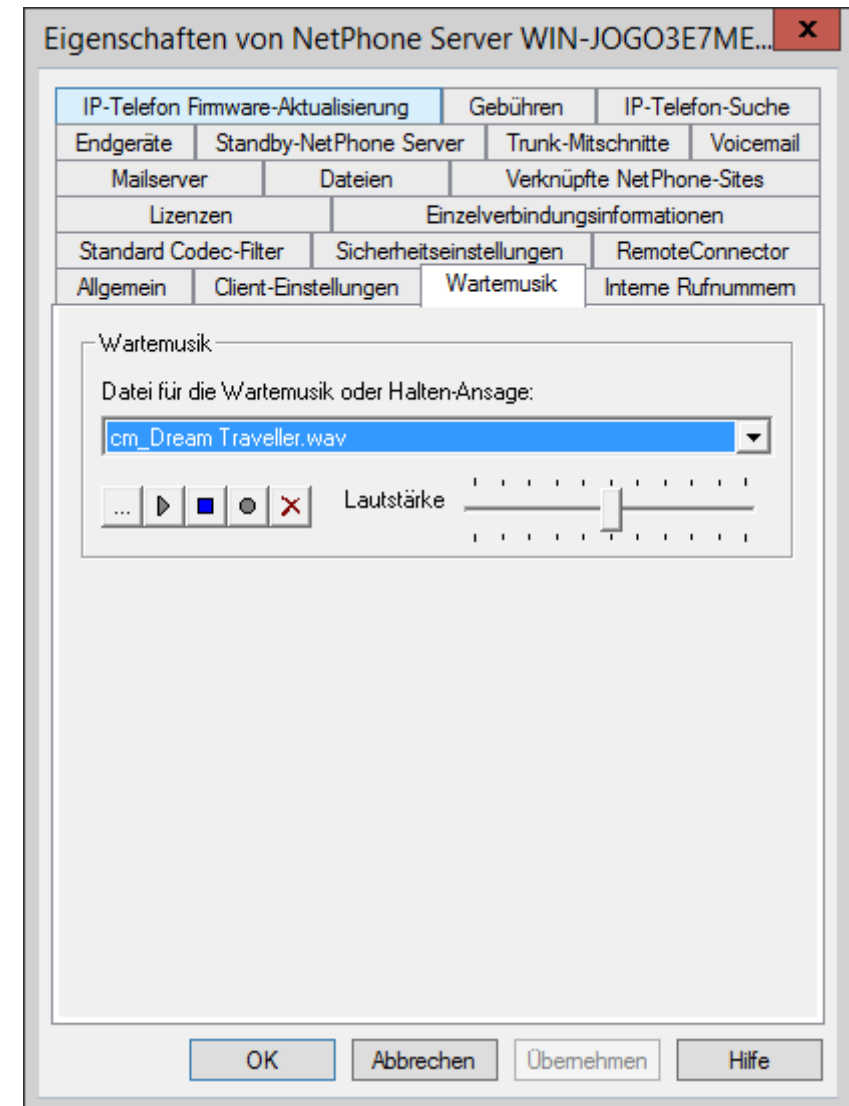 Eigenschaften von NetPhone Server WIN-JOGO3E7ME...
IP-Telefon Firmware-Aktualisierung Gebühren IP-Telefon-Suche
Endgeräte Standby-NetPhone Server Trunk-Mitschnitte Voicemail
Mailserver Dateien Verknüpfte NetPhone-Sites
Lizenzen Einzelverbindungsinformationen
Standard Codec-Filter Sicherheitseinstellungen RemoteConnector
Allgemein Client-Einstellungen Wartemusik Interne Rufnummern
Wartemusik
Datei für die Wartemusik oder Halten-Ansage:
cm_Dream Traveller.wav
... Lautstärke
OK Abbrechen Übernehmen Hilfe